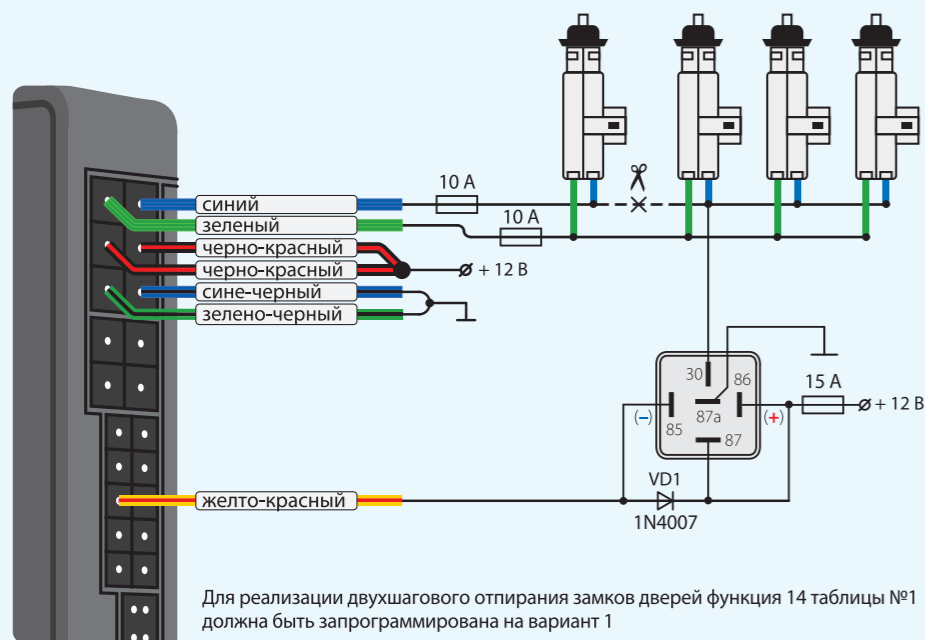 10 А
синий
10 А
зеленый
черно-красный
черно-красный
+ 12 В
сине-черный
зелено-черный
30
86
15 А
(–)
87a
(+)
+ 12 В
85
87
VD1
желто-красный
1N4007
Для реализации двухшагового отпирания замков дверей функция 14 таблицы №1
должна быть запрограммирована на вариант 1